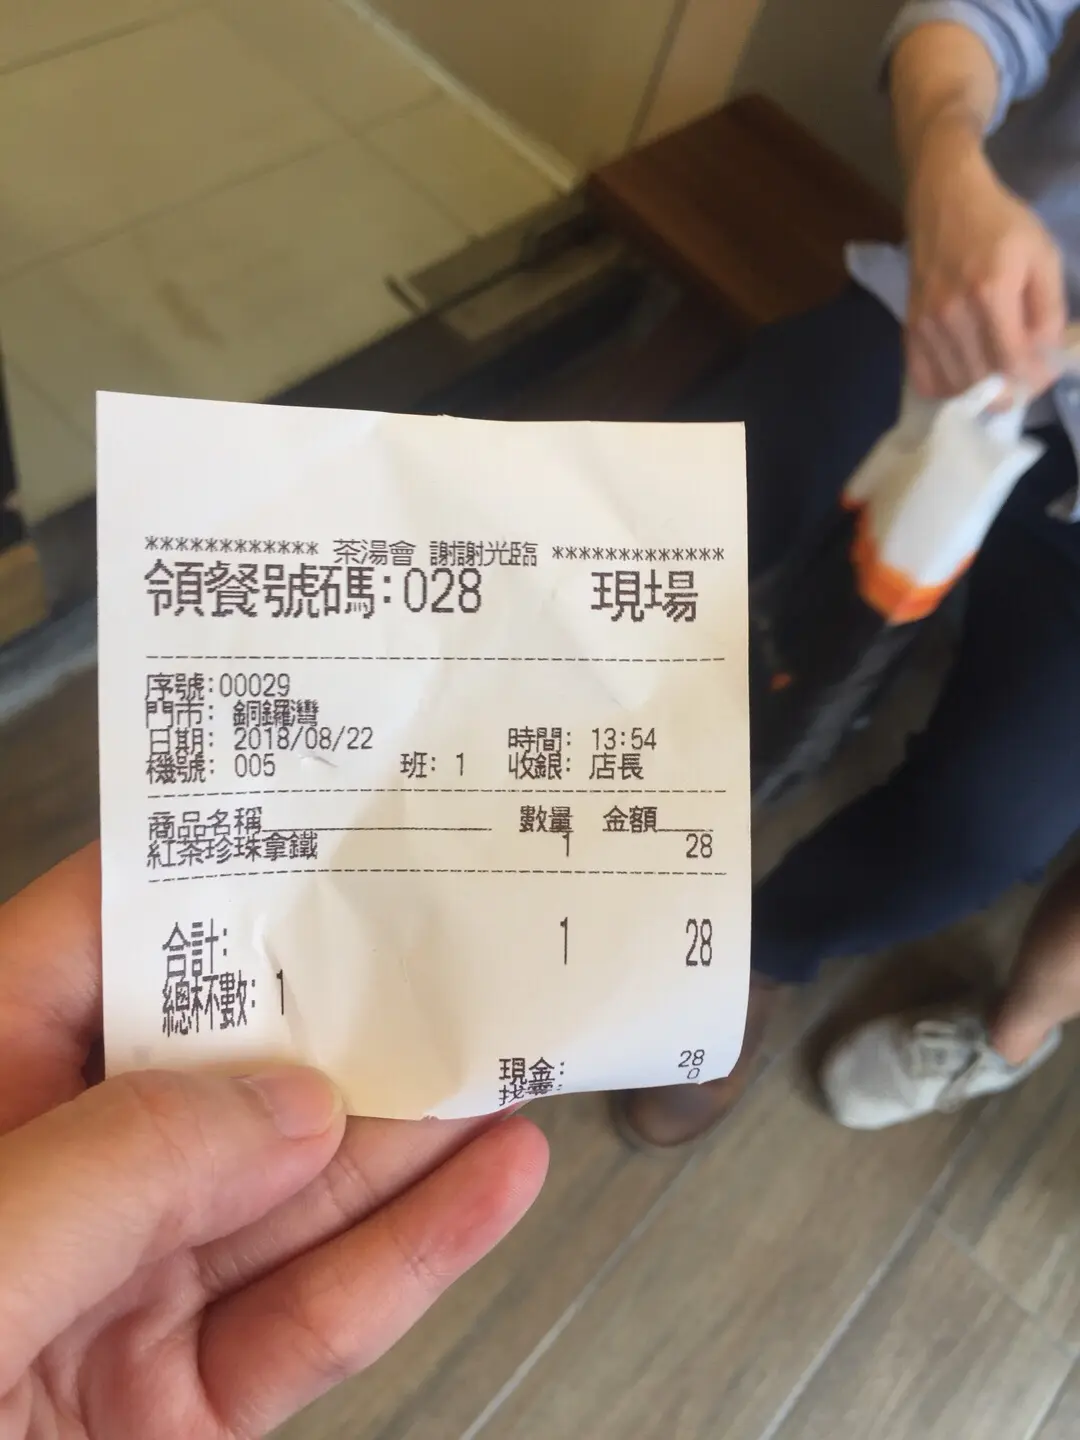 ************ 茶湯會 謝謝光臨 *************
領餐號碼:028 現場
序號:00029
門市: 銅鑼灣
日期: 2018/08/22 時間: 13:54
機號: 005 班: 1 收銀: 店長
商品名稱 數量 金額
紅茶珍珠拿鐵 1 28
合計: 1 28
總杯數: 1
現金: 28
找零: 0